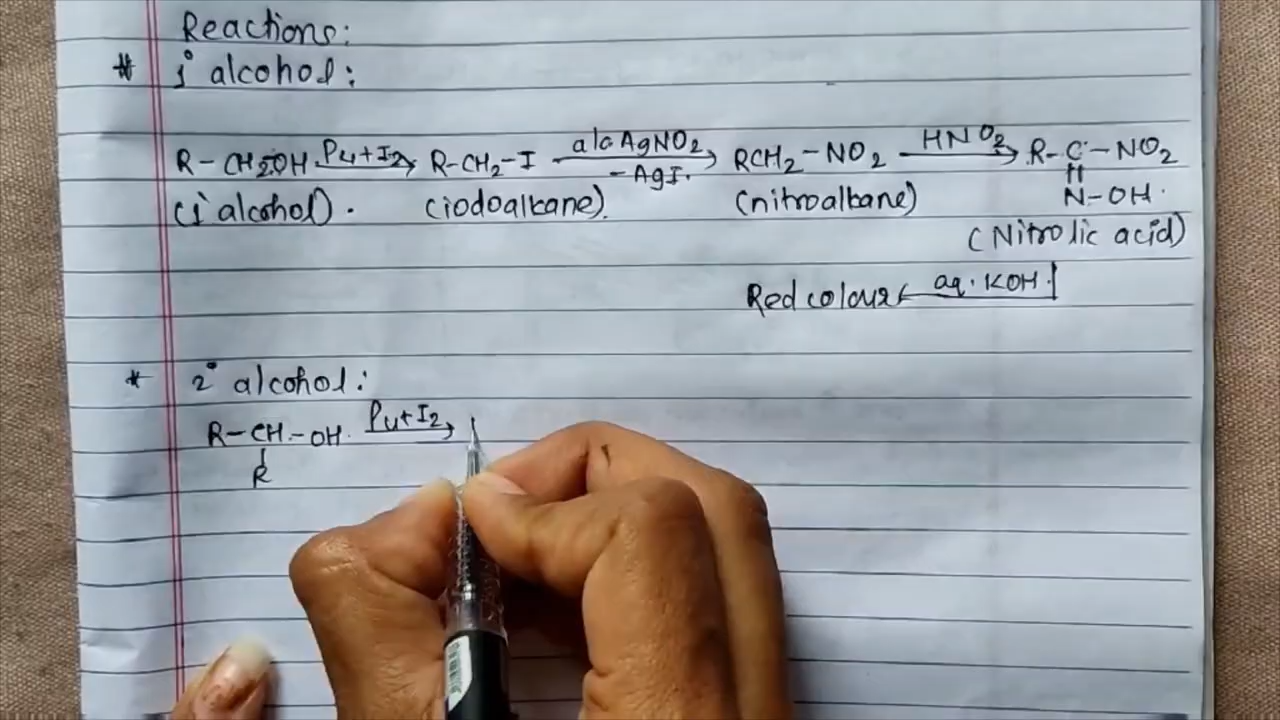 Reactions:
* 1° alcohol:
R-CH2OH P4+I2 → R-CH2-I alc AgNO2 → -AgI. RCH2-NO2 HNO2 → R-C-NO2
(1° alcohol). (iodoalkane). (nitroalkane) N-OH.
(Nitrolic acid)
Red colour ← aq. KOH.
* 2° alcohol:
R-CH-OH. P4+I2 →
R